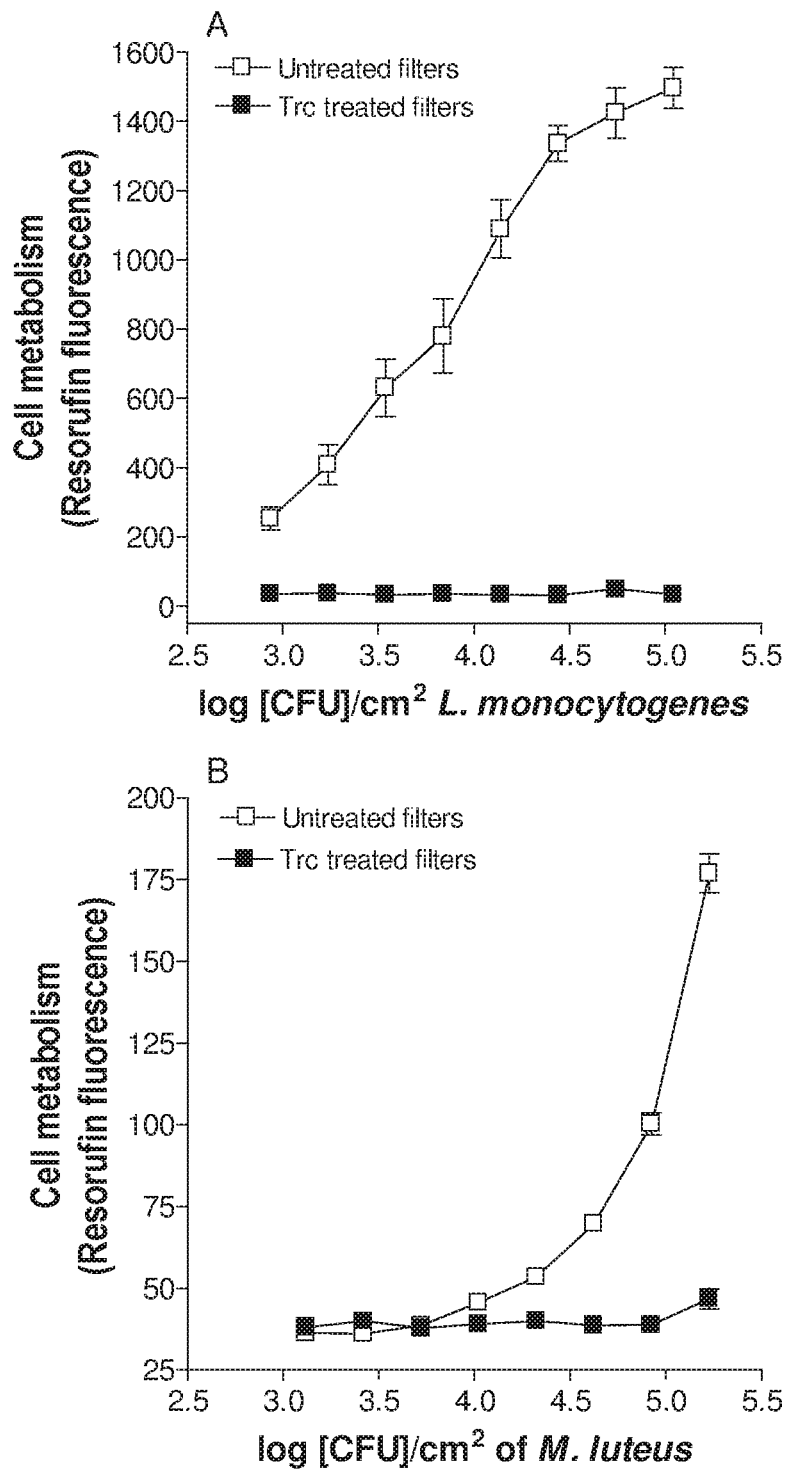 A
Untreated filters
Trc treated filters
1600
1400
1200
1000
800
600
400
200
0
Cell metabolism
(Resorufin fluorescence)
2.5 3.0 3.5 4.0 4.5 5.0 5.5
log [CFU]/cm² L. monocytogenes
B
Untreated filters
Trc treated filters
200
175
150
125
100
75
50
25
Cell metabolism
(Resorufin fluorescence)
2.5 3.0 3.5 4.0 4.5 5.0 5.5
log [CFU]/cm² of M. luteus